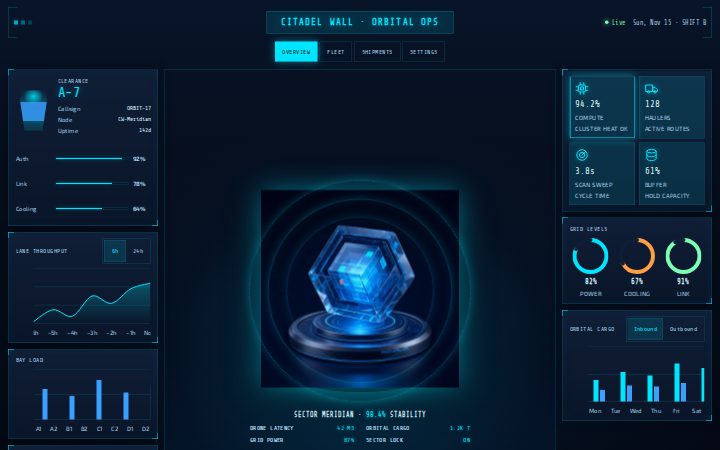 CITADEL WALL · ORBITAL OPS
Live Sun, Nov 15 · SHIFT B
OVERVIEW FLEET SHIPMENTS SETTINGS
CLEARANCE
A-7
Callsign ORBIT-17
Node CW-Meridian
Uptime 142d
Auth 92%
Link 78%
Cooling 64%
LANE THROUGHPUT 6h 24h
-5h -4h -3h -2h -1h No
BAY LOAD
A1 A2 B1 B2 C1 C2 D1 D2
SECTOR MERIDIAN · 98.4% STABILITY
DRONE LATENCY 42 MS ORBITAL CARGO 1.2K T
GRID POWER 87% SECTOR LOCK ON
94.2%
COMPUTE
CLUSTER HEAT OK
128
HAULERS
ACTIVE ROUTES
3.8s
SCAN SWEEP
CYCLE TIME
61%
BUFFER
HOLD CAPACITY
GRID LEVELS
82% 67% 91%
POWER COOLING LINK
ORBITAL CARGO Inbound Outbound
Mon Tue Wed Thu Fri Sat